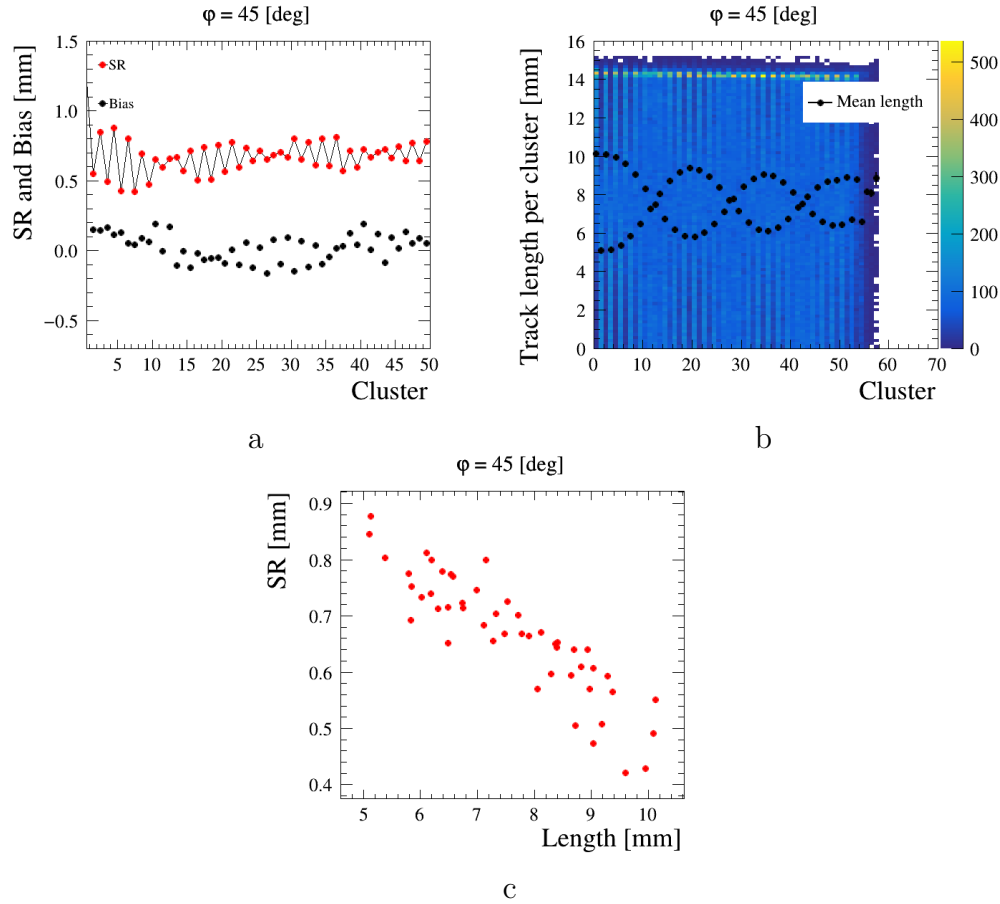 φ = 45 [deg]
SR and Bias [mm]
1.5
1.0
0.5
0.0
−0.5
SR
Bias
5 10 15 20 25 30 35 40 45 50
Cluster
a
φ = 45 [deg]
Track length per cluster [mm]
16
14
12
10
8
6
4
2
0
Mean length
0 10 20 30 40 50 60 70
Cluster
500
400
300
200
100
0
b
φ = 45 [deg]
SR [mm]
0.9
0.8
0.7
0.6
0.5
0.4
5 6 7 8 9 10
Length [mm]
c